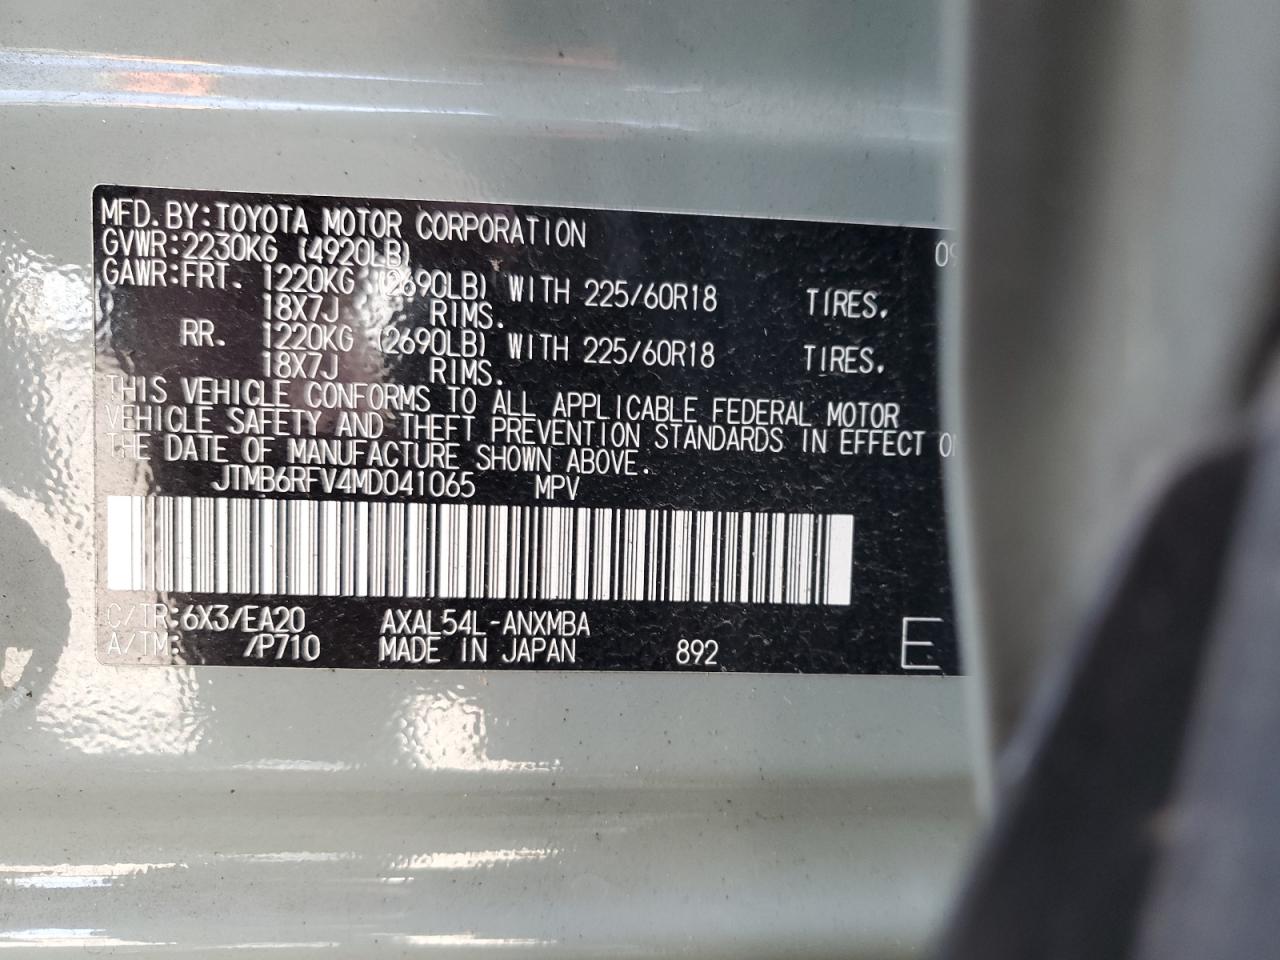 MFD. BY: TOYOTA MOTOR CORPORATION
GVWR: 2230KG (4920LB) 09
GAWR: FRT. 1220KG (2690LB) WITH 225/60R18 TIRES.
18X7J RIMS.
RR. 1220KG (2690LB) WITH 225/60R18 TIRES.
18X7J RIMS.
THIS VEHICLE CONFORMS TO ALL APPLICABLE FEDERAL MOTOR
VEHICLE SAFETY AND THEFT PREVENTION STANDARDS IN EFFECT
THE DATE OF MANUFACTURE SHOWN ABOVE.
JTMB6RFV4MD041065 MPV
C/TR: 6X3/EA20 AXAL54L-ANXMBA
A/TM: /P710 MADE IN JAPAN 892 E